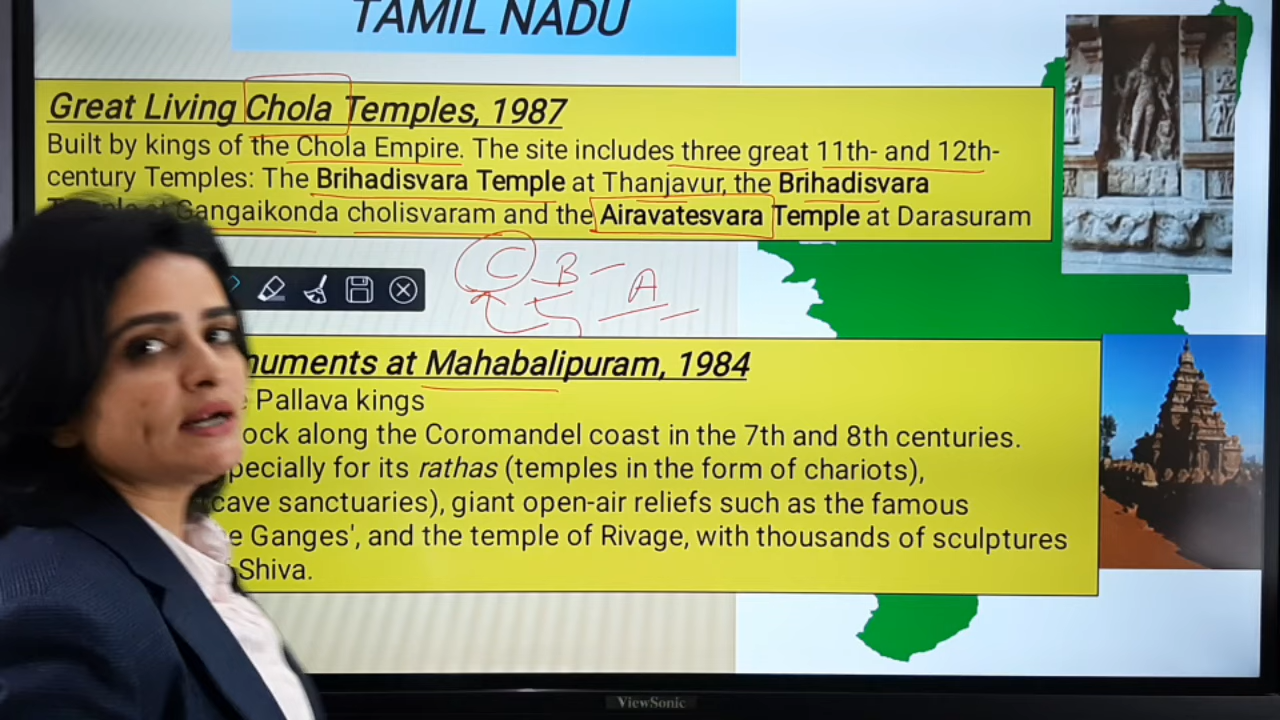 TAMIL NADU
Great Living Chola Temples, 1987
Built by kings of the Chola Empire. The site includes three great 11th- and 12th-
century Temples: The Brihadisvara Temple at Thanjavur, the Brihadisvara
Gangaikonda cholisvaram and the Airavatesvara Temple at Darasuram
C B A
numents at Mahabalipuram, 1984
Pallava kings
ock along the Coromandel coast in the 7th and 8th centuries.
pecially for its rathas (temples in the form of chariots),
cave sanctuaries), giant open-air reliefs such as the famous
e Ganges', and the temple of Rivage, with thousands of sculptures
Shiva.
ViewSonic